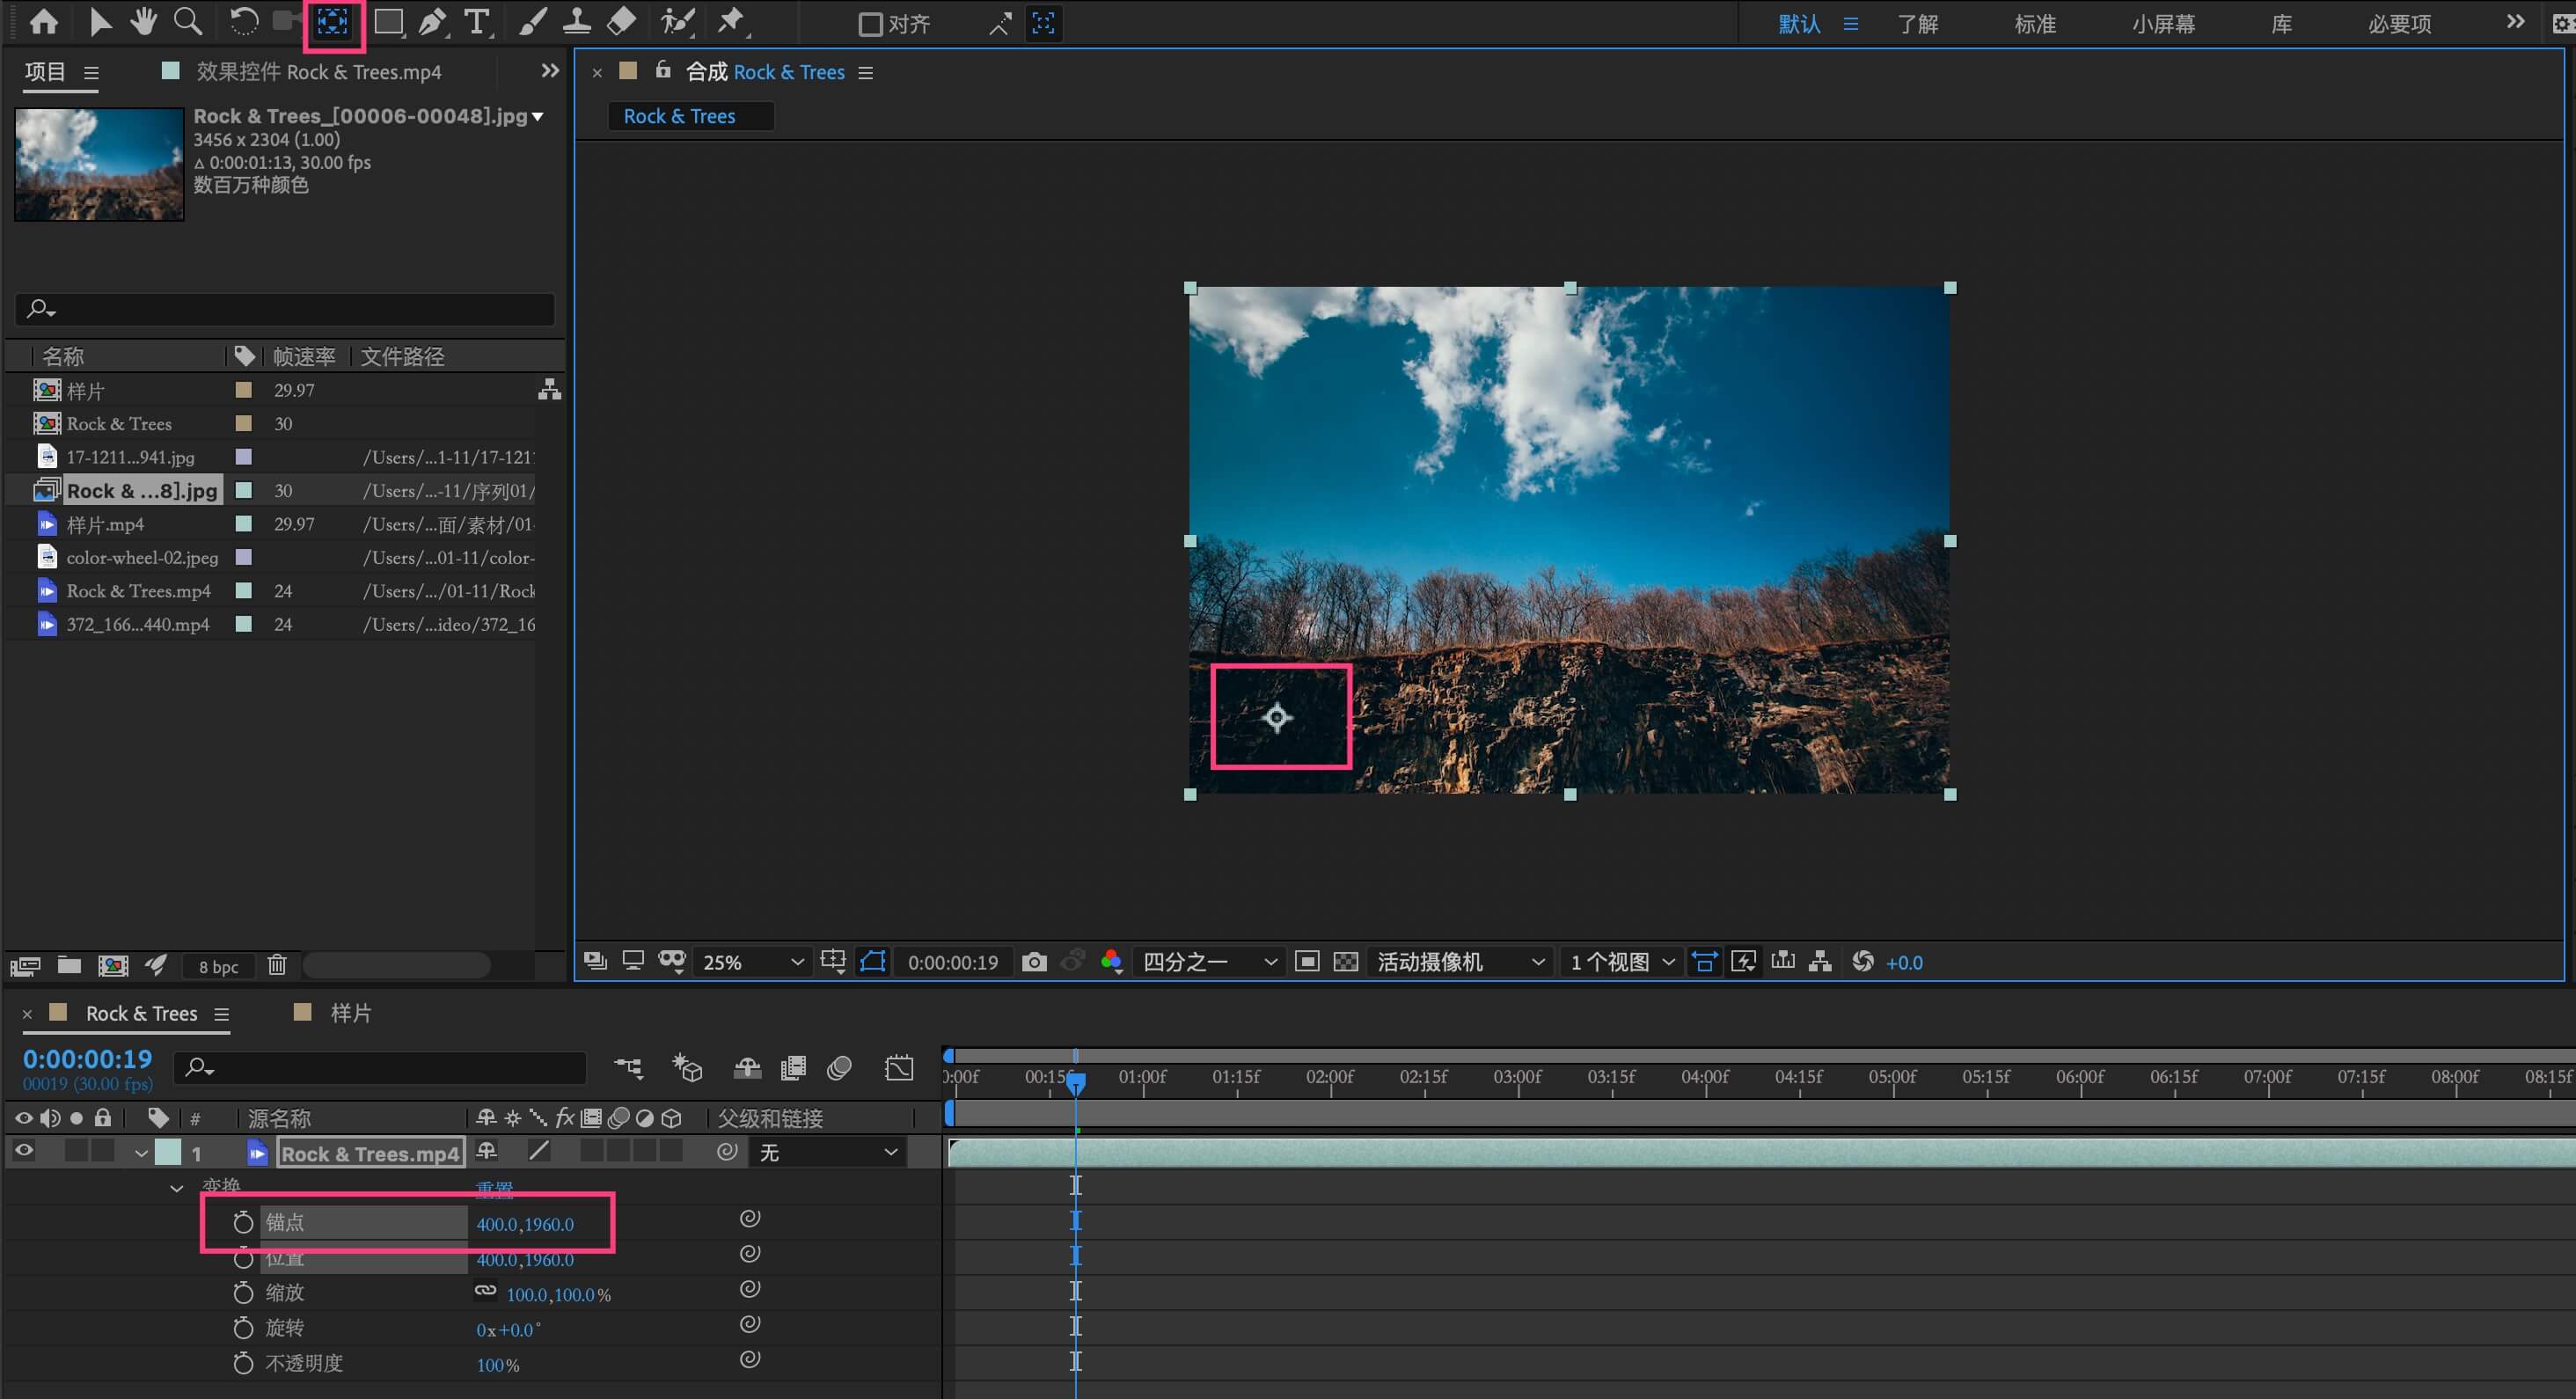 对齐
默认
了解
标准
小屏幕
库
必要项
项目
效果控件 Rock & Trees.mp4
合成 Rock & Trees
Rock & Trees
Rock & Trees_[00006-00048].jpg
3456 x 2304 (1.00)
Δ 0:00:01:13, 30.00 fps
数百万种颜色
名称 帧速率 文件路径
样片 29.97
Rock & Trees 30
17-1211...941.jpg /Users/...1-11/17-1211
Rock & ...8].jpg 30 /Users/...-11/序列01/
样片.mp4 29.97 /Users/...面/素材/01-
color-wheel-02.jpeg /Users/...01-11/color-
Rock & Trees.mp4 24 /Users/.../01-11/Rock
372_166...440.mp4 24 /Users/...ideo/372_16
8 bpc
25% 0:00:00:19 四分之一 活动摄像机 1 个视图 +0.0
Rock & Trees 样片
0:00:00:19
00019 (30.00 fps)
0:00f 00:15f 01:00f 01:15f 02:00f 02:15f 03:00f 03:15f 04:00f 04:15f 05:00f 05:15f 06:00f 06:15f 07:00f 07:15f 08:00f 08:15f
# 源名称 fx 父级和链接
1 Rock & Trees.mp4 无
变换 重置
锚点 400.0,1960.0
位置 400.0,1960.0
缩放 100.0,100.0%
旋转 0x+0.0°
不透明度 100%